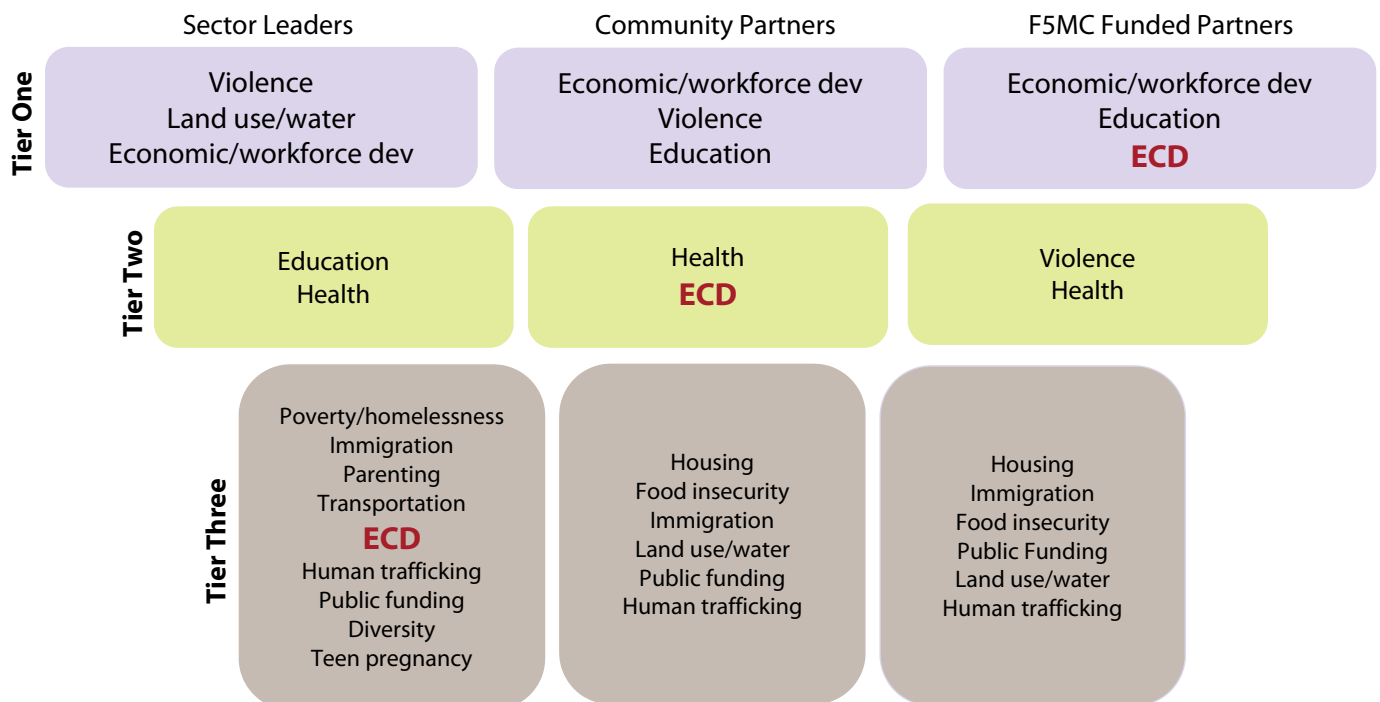 Sector Leaders
Community Partners
F5MC Funded Partners
Tier One
Violence
Land use/water
Economic/workforce dev
Economic/workforce dev
Violence
Education
Economic/workforce dev
Education
ECD
Tier Two
Education
Health
Health
ECD
Violence
Health
Tier Three
Poverty/homelessness
Immigration
Parenting
Transportation
ECD
Human trafficking
Public funding
Diversity
Teen pregnancy
Housing
Food insecurity
Immigration
Land use/water
Public funding
Human trafficking
Housing
Immigration
Food insecurity
Public Funding
Land use/water
Human trafficking